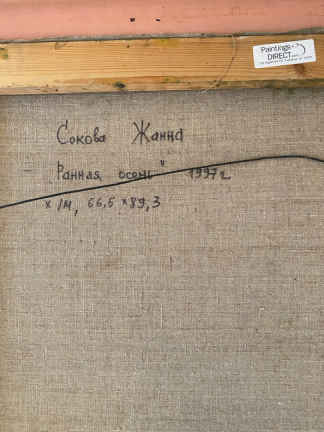 Paintings
DIRECT
Сокова Жанна
Ранняя осень" 1997г
х/м, 66,5 x 89,3